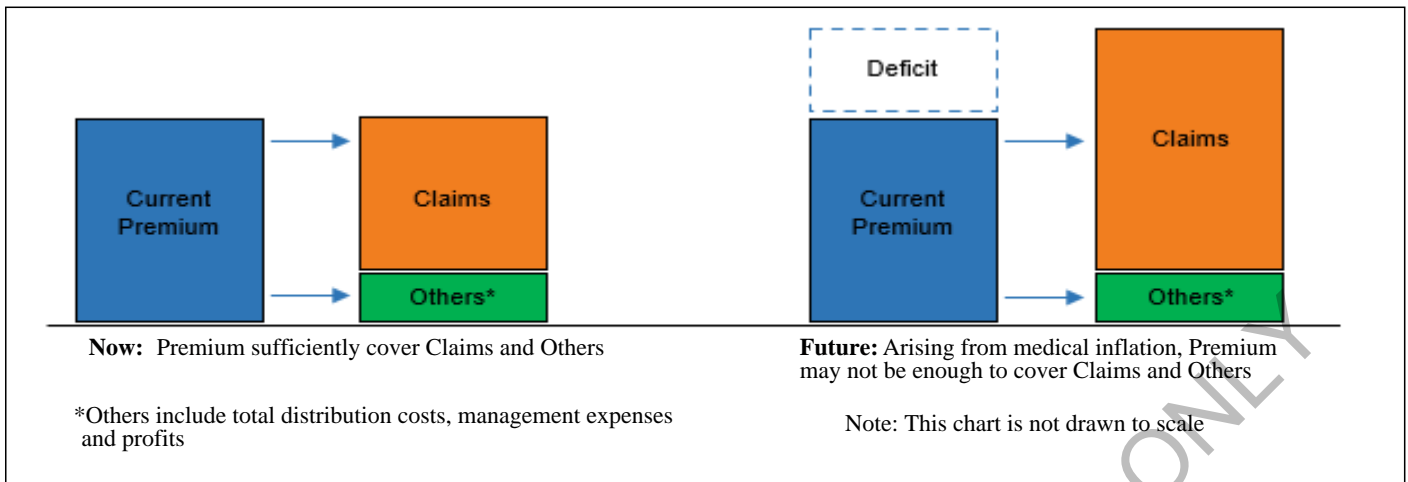 Deficit
Current
Premium
Claims
Others*
Current
Premium
Claims
Others*
Now: Premium sufficiently cover Claims and Others
*Others include total distribution costs, management expenses
and profits
Future: Arising from medical inflation, Premium
may not be enough to cover Claims and Others
Note: This chart is not drawn to scale
ONLY